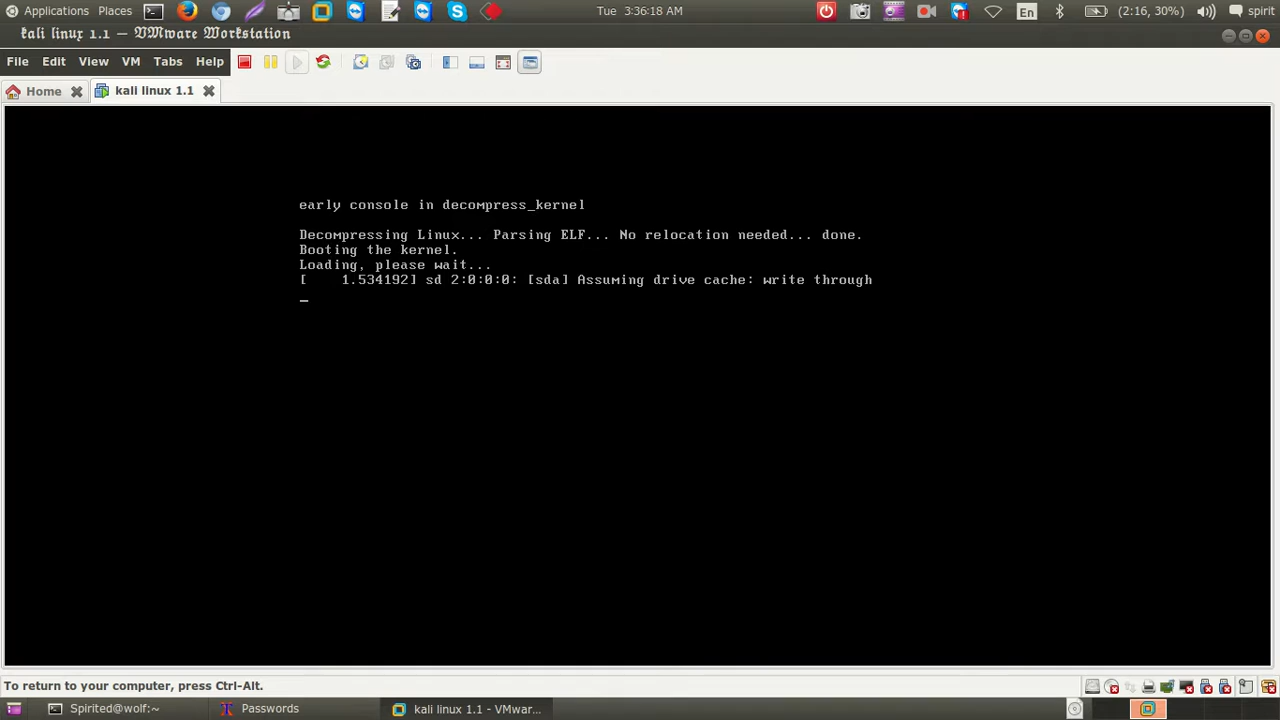 Applications Places Tue 3:36:18 AM En (2:16, 30%) spirit
kali linux 1.1 – VMware Workstation
File Edit View VM Tabs Help
Home kali linux 1.1
early console in decompress_kernel
Decompressing Linux... Parsing ELF... No relocation needed... done.
Booting the kernel.
Loading, please wait...
[    1.534192] sd 2:0:0:0: [sda] Assuming drive cache: write through
_
To return to your computer, press Ctrl-Alt.
Spirited@wolf:~ Passwords kali linux 1.1 - VMwar...